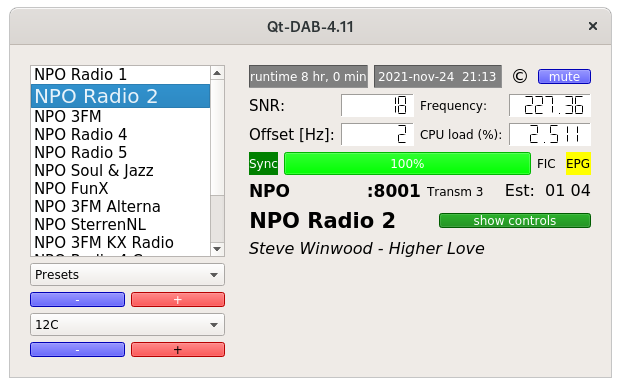 Qt-DAB-4.11 ×
NPO Radio 1
NPO Radio 2
NPO 3FM
NPO Radio 4
NPO Radio 5
NPO Soul & Jazz
NPO FunX
NPO 3FM Alterna
NPO SterrenNL
NPO 3FM KX Radio
Presets
- +
12C
- +
runtime 8 hr, 0 min 2021-nov-24 21:13 © mute
SNR: 18 Frequency: 227.36
Offset [Hz]: 2 CPU load (%): 2.511
Sync 100% FIC EPG
NPO :8001 Transm 3 Est: 01 04
NPO Radio 2 show controls
Steve Winwood - Higher Love